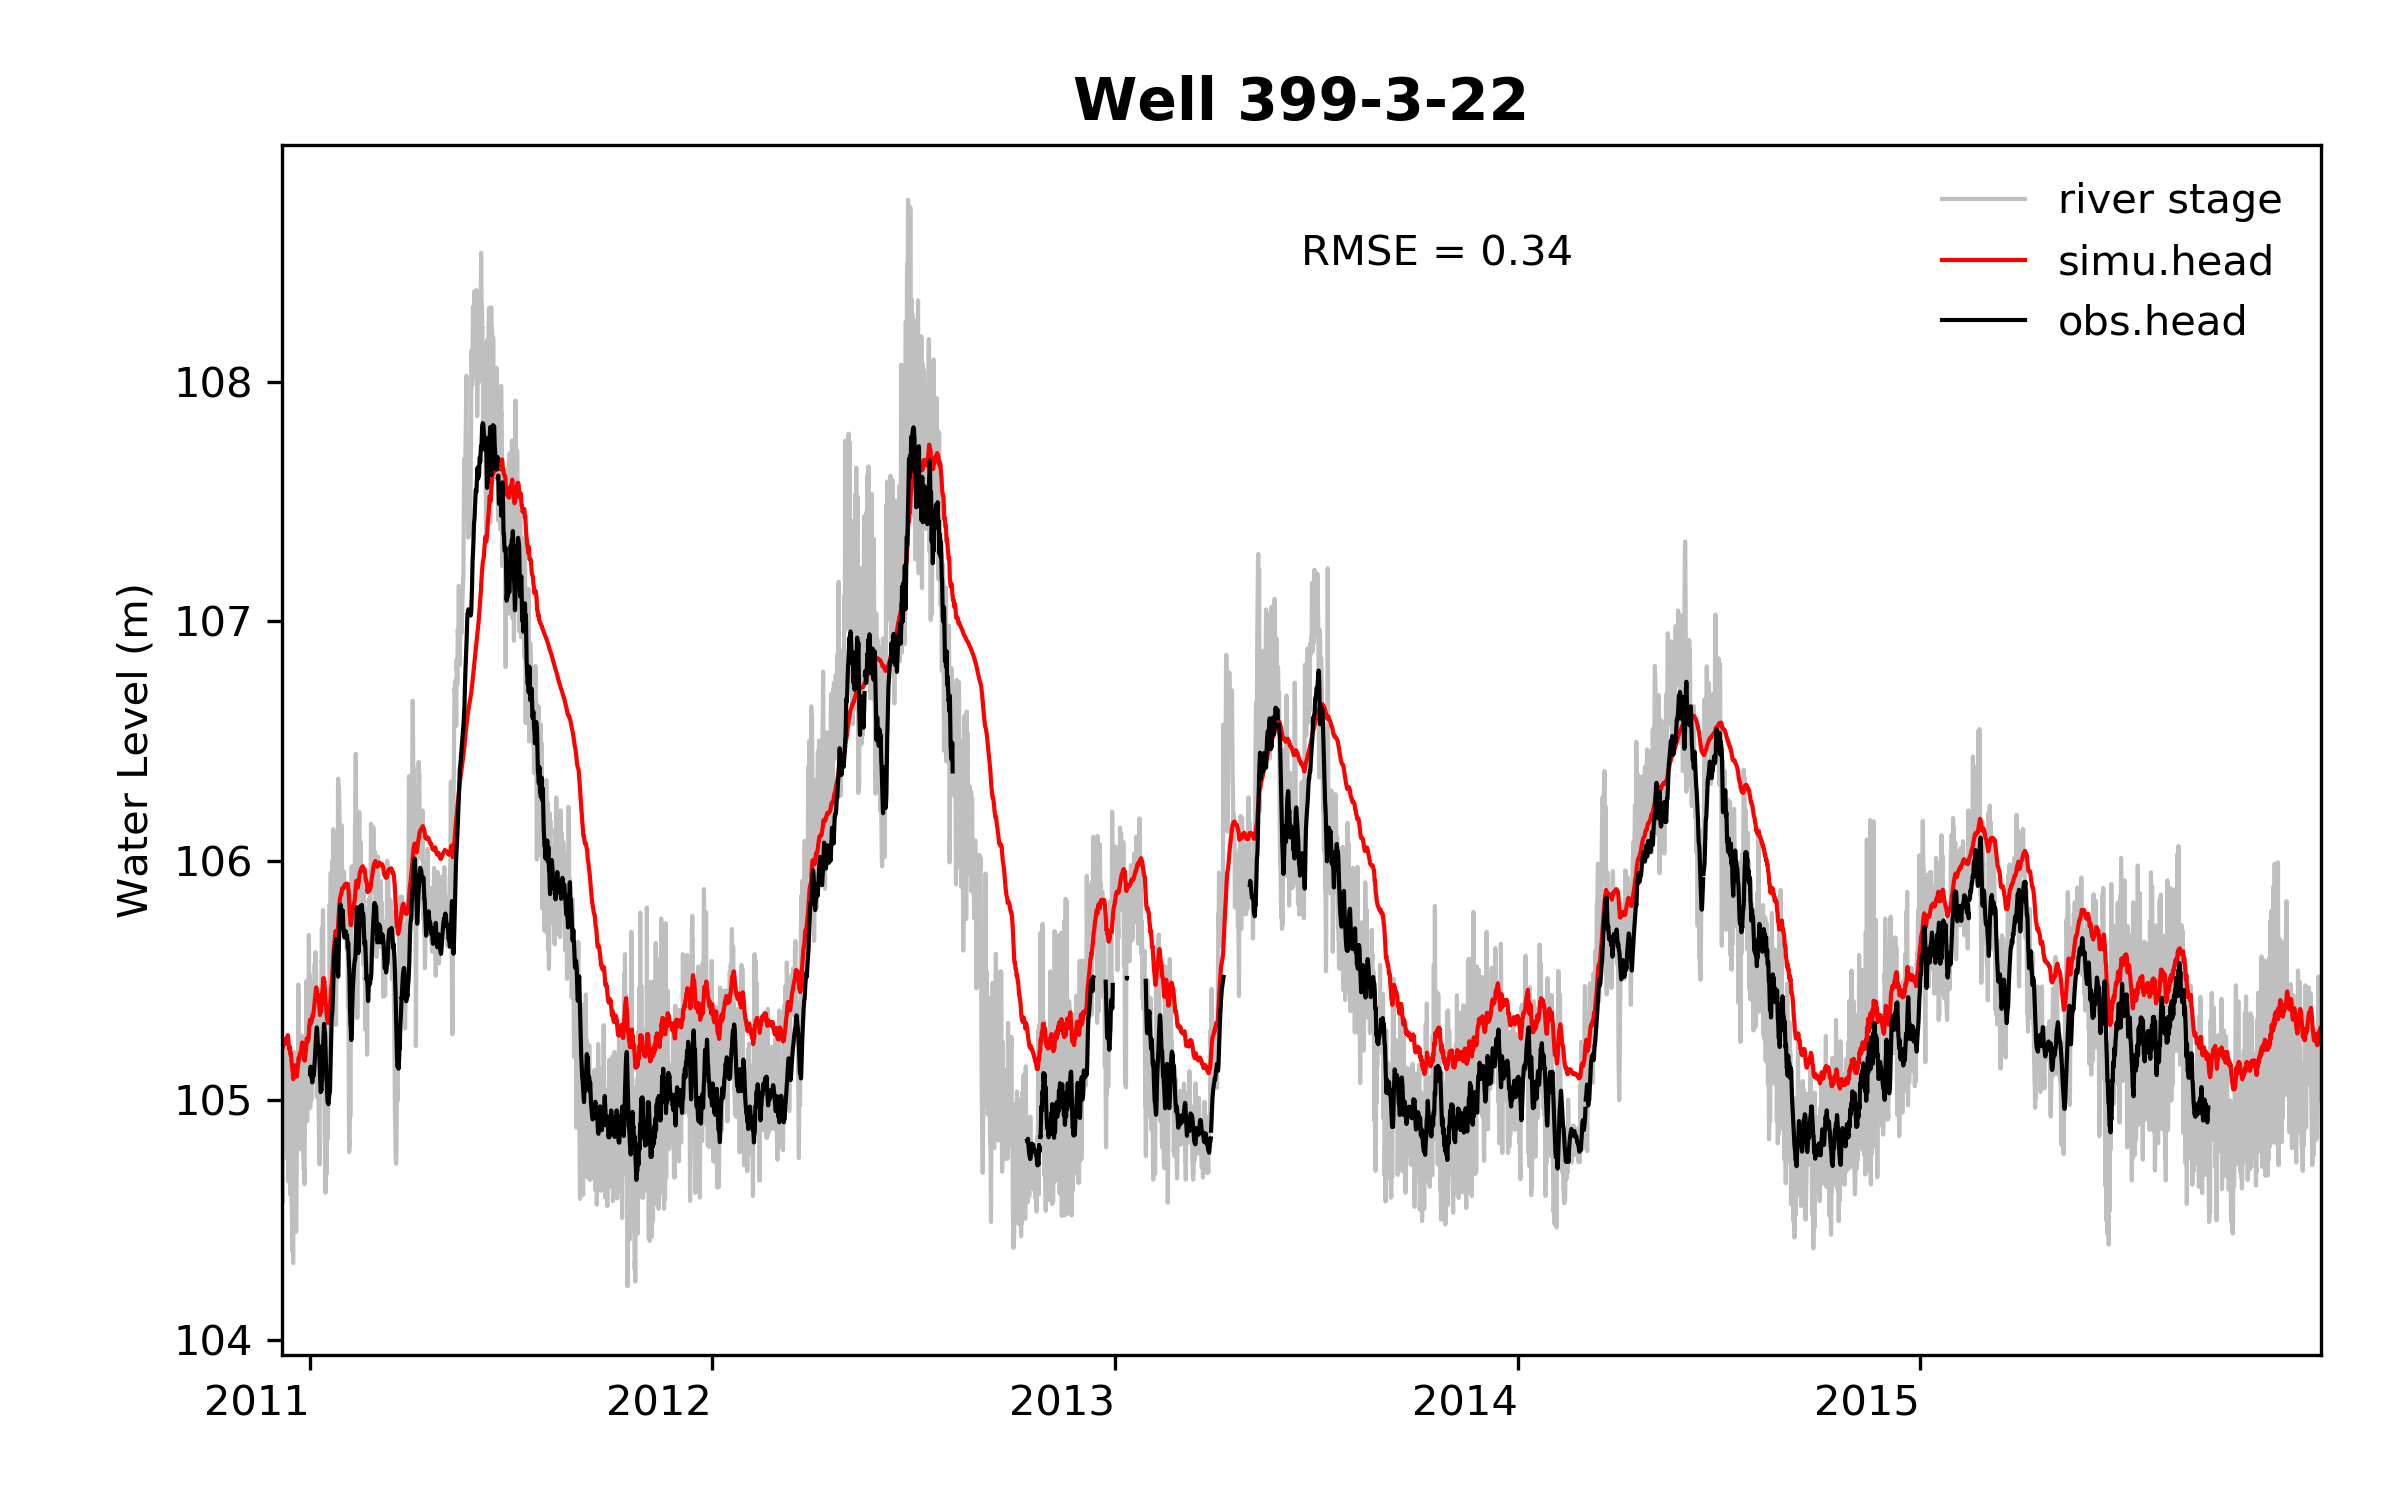 Well 399-3-22
RMSE = 0.34
river stage
simu.head
obs.head
Water Level (m)
108
107
106
105
104
2011
2012
2013
2014
2015